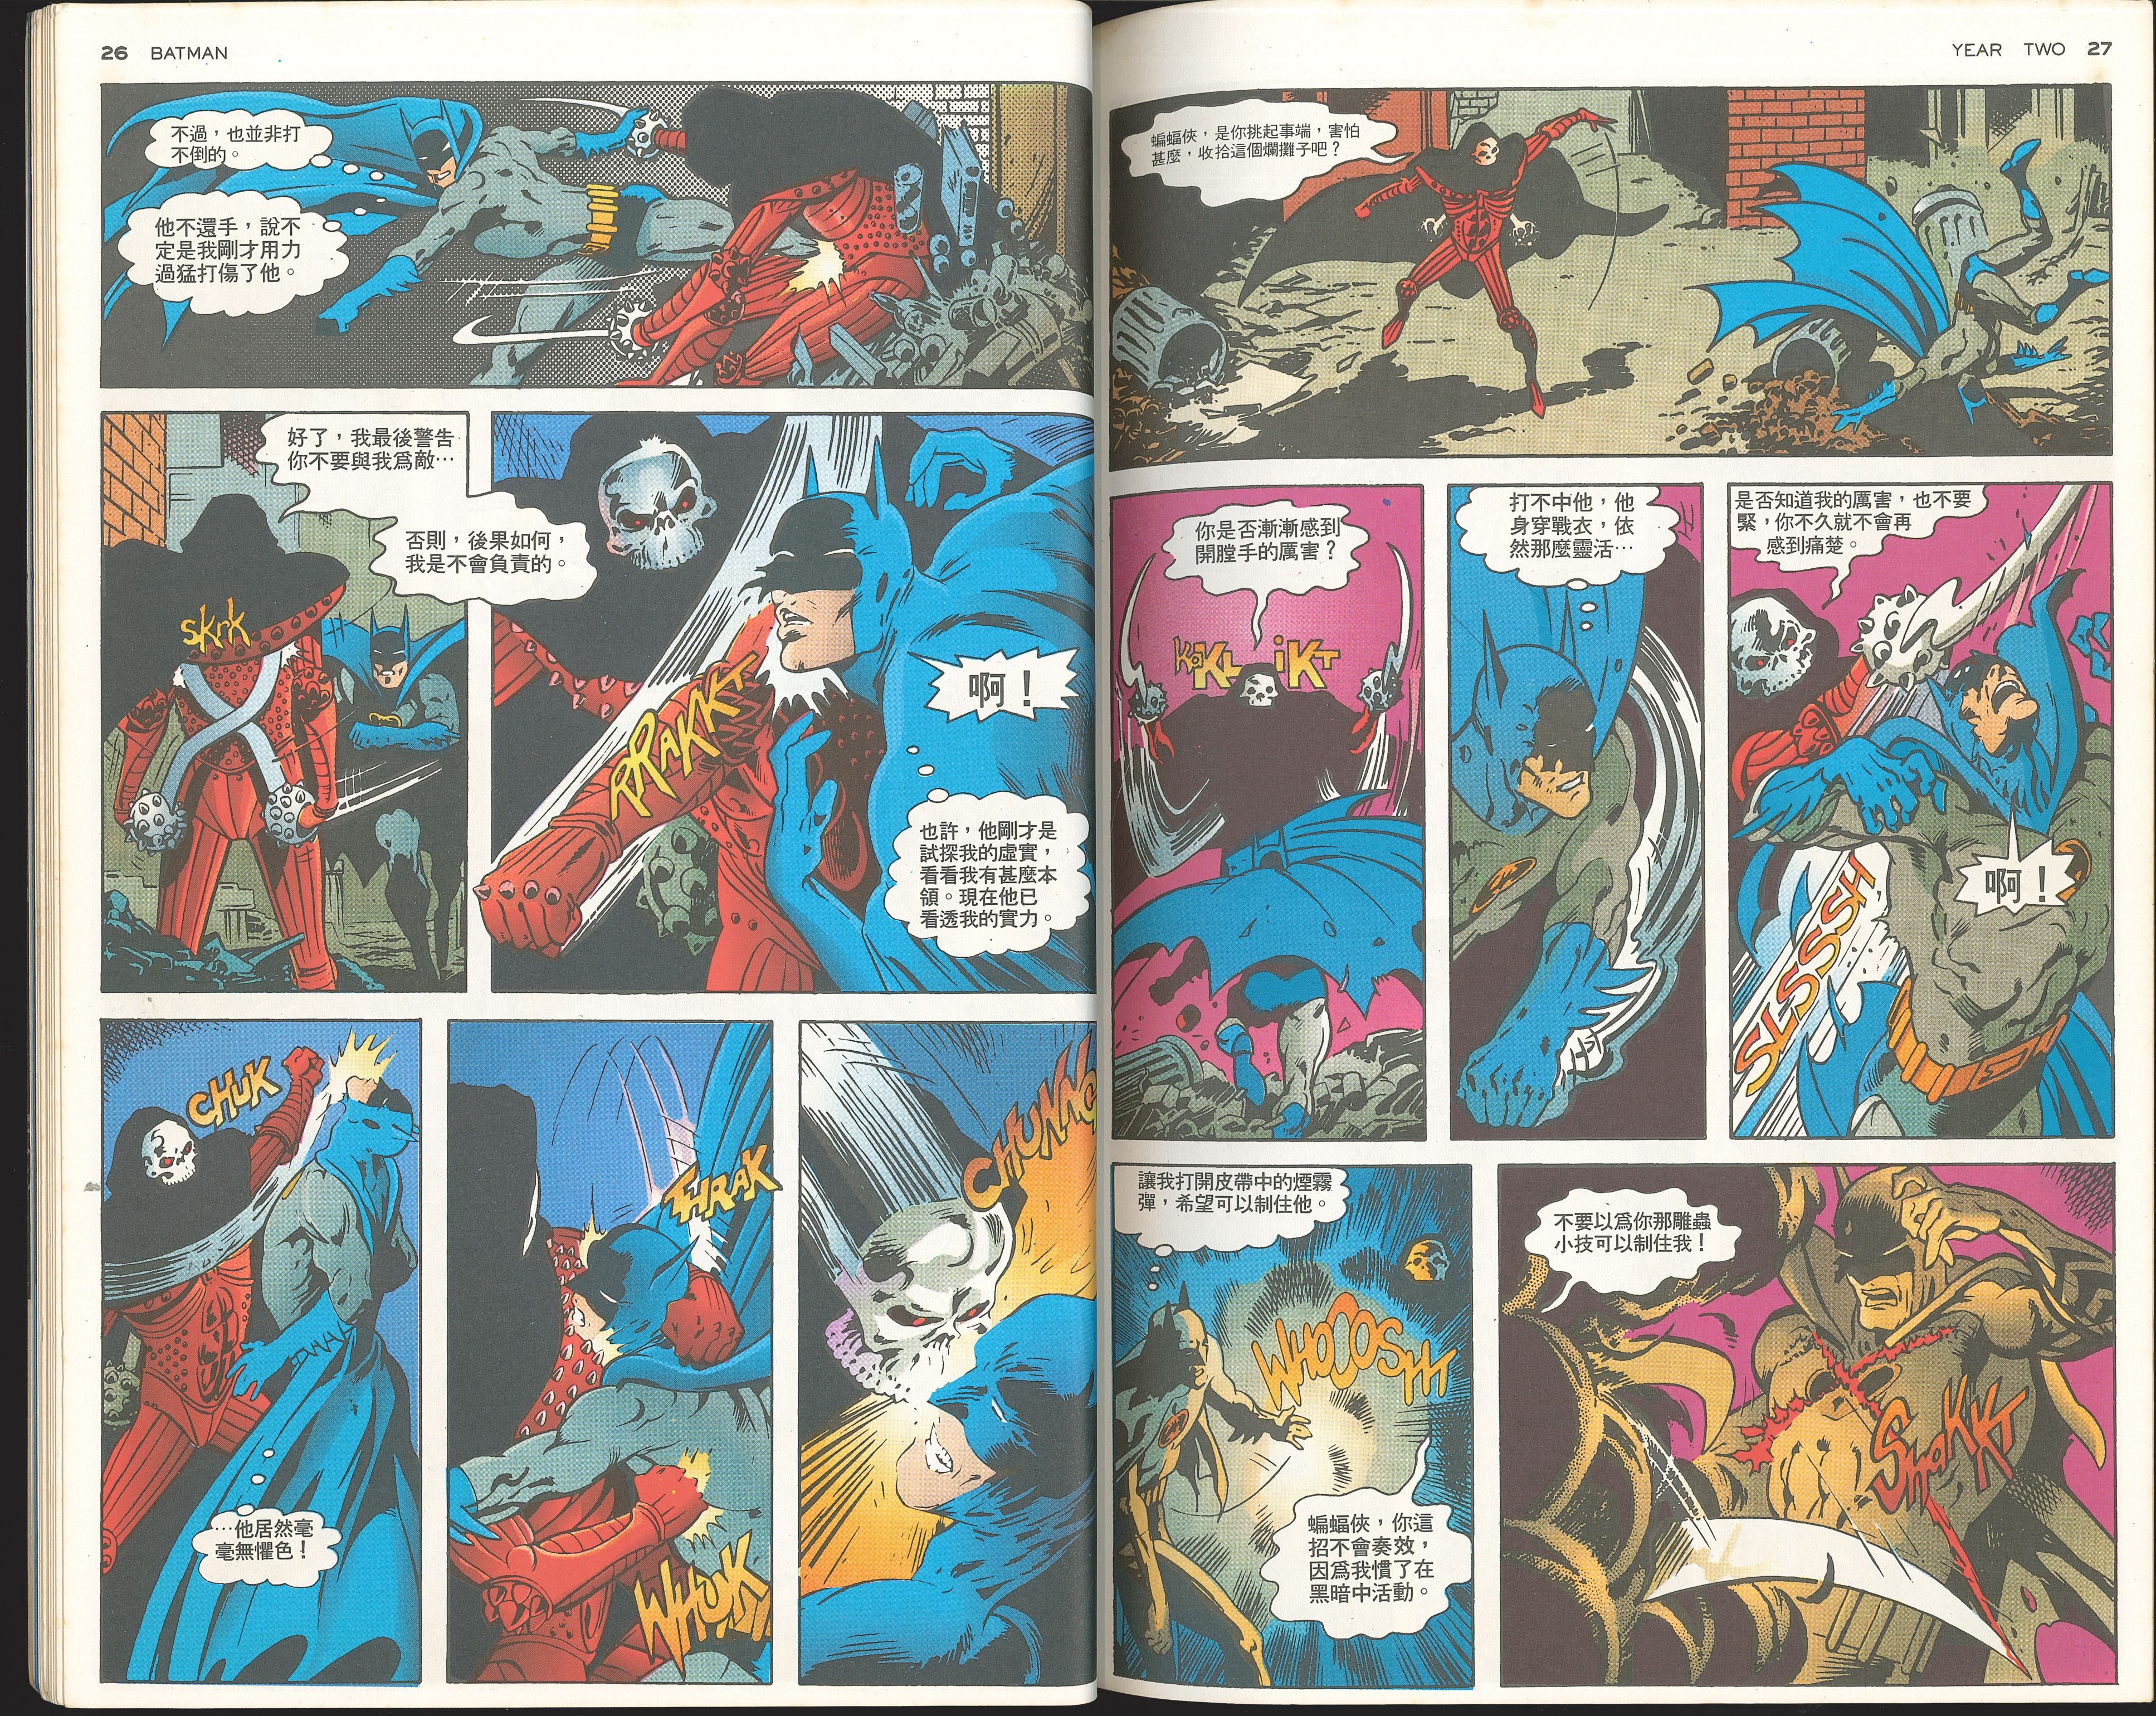 26 BATMAN
不過，也並非打
不倒的。
他不還手，說不
定是我剛才用力
過猛打傷了他。
好了，我最後警告
你不要與我爲敵…
否則，後果如何，
我是不會負責的。
SKRK
RRAKKT
啊！
也許，他剛才是
試探我的虛實，
看看我有甚麼本
領。現在他已
看透我的實力。
CHUK
…他居然毫
毫無懼色！
THRAK
WHUK
YEAR TWO 27
蝙蝠俠，是你挑起事端，害怕
甚麼，收拾這個爛攤子吧？
你是否漸漸感到
開膛手的厲害？
打不中他，他
身穿戰衣，依
然那麼靈活…
是否知道我的厲害，也不要
緊，你不久就不會再
感到痛楚。
啊！
SLSSSH
讓我打開皮帶中的煙霧
彈，希望可以制住他。
WHOOOSHH
蝙蝠俠，你這
招不會奏效，
因爲我慣了在
黑暗中活動。
不要以爲你那雕蟲
小技可以制住我！